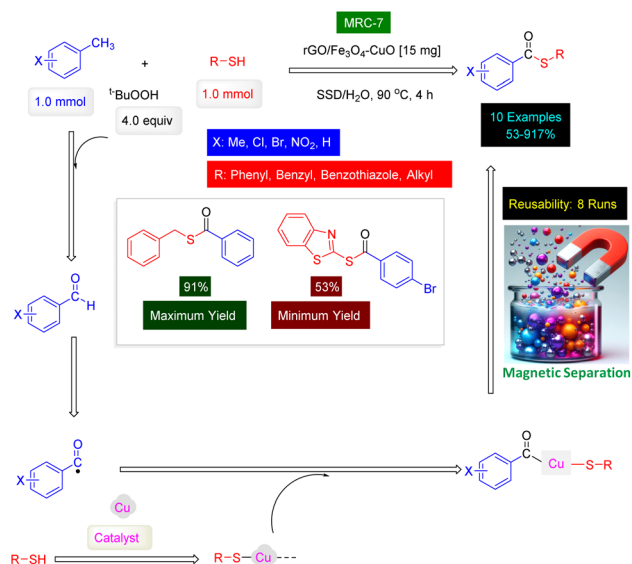 MRC-7
CH3
X
+
R-SH
rGO/Fe3O4-CuO [15 mg]
O
C
R
S
X
1.0 mmol
t-BuOOH
1.0 mmol
SSD/H2O, 90 oC, 4 h
4.0 equiv
10 Examples
53-917%
X: Me, Cl, Br, NO2, H
R: Phenyl, Benzyl, Benzothiazole, Alkyl
Reusability: 8 Runs
O
S
N
S
O
S
Br
91%
53%
Maximum Yield
Minimum Yield
O
C
H
X
Magnetic Separation
O
C
X
O
C
Cu
S-R
X
Cu
Catalyst
R-SH
R-S-Cu---